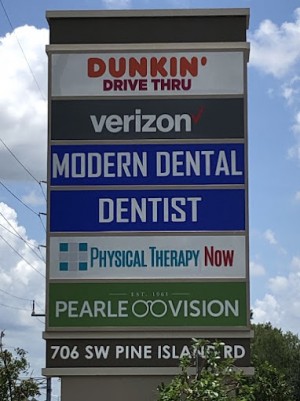 DUNKIN'
DRIVE THRU
verizon
MODERN DENTAL
DENTIST
PHYSICAL THERAPY NOW
EST. 1961
PEARLE VISION
706 SW PINE ISLAND RD